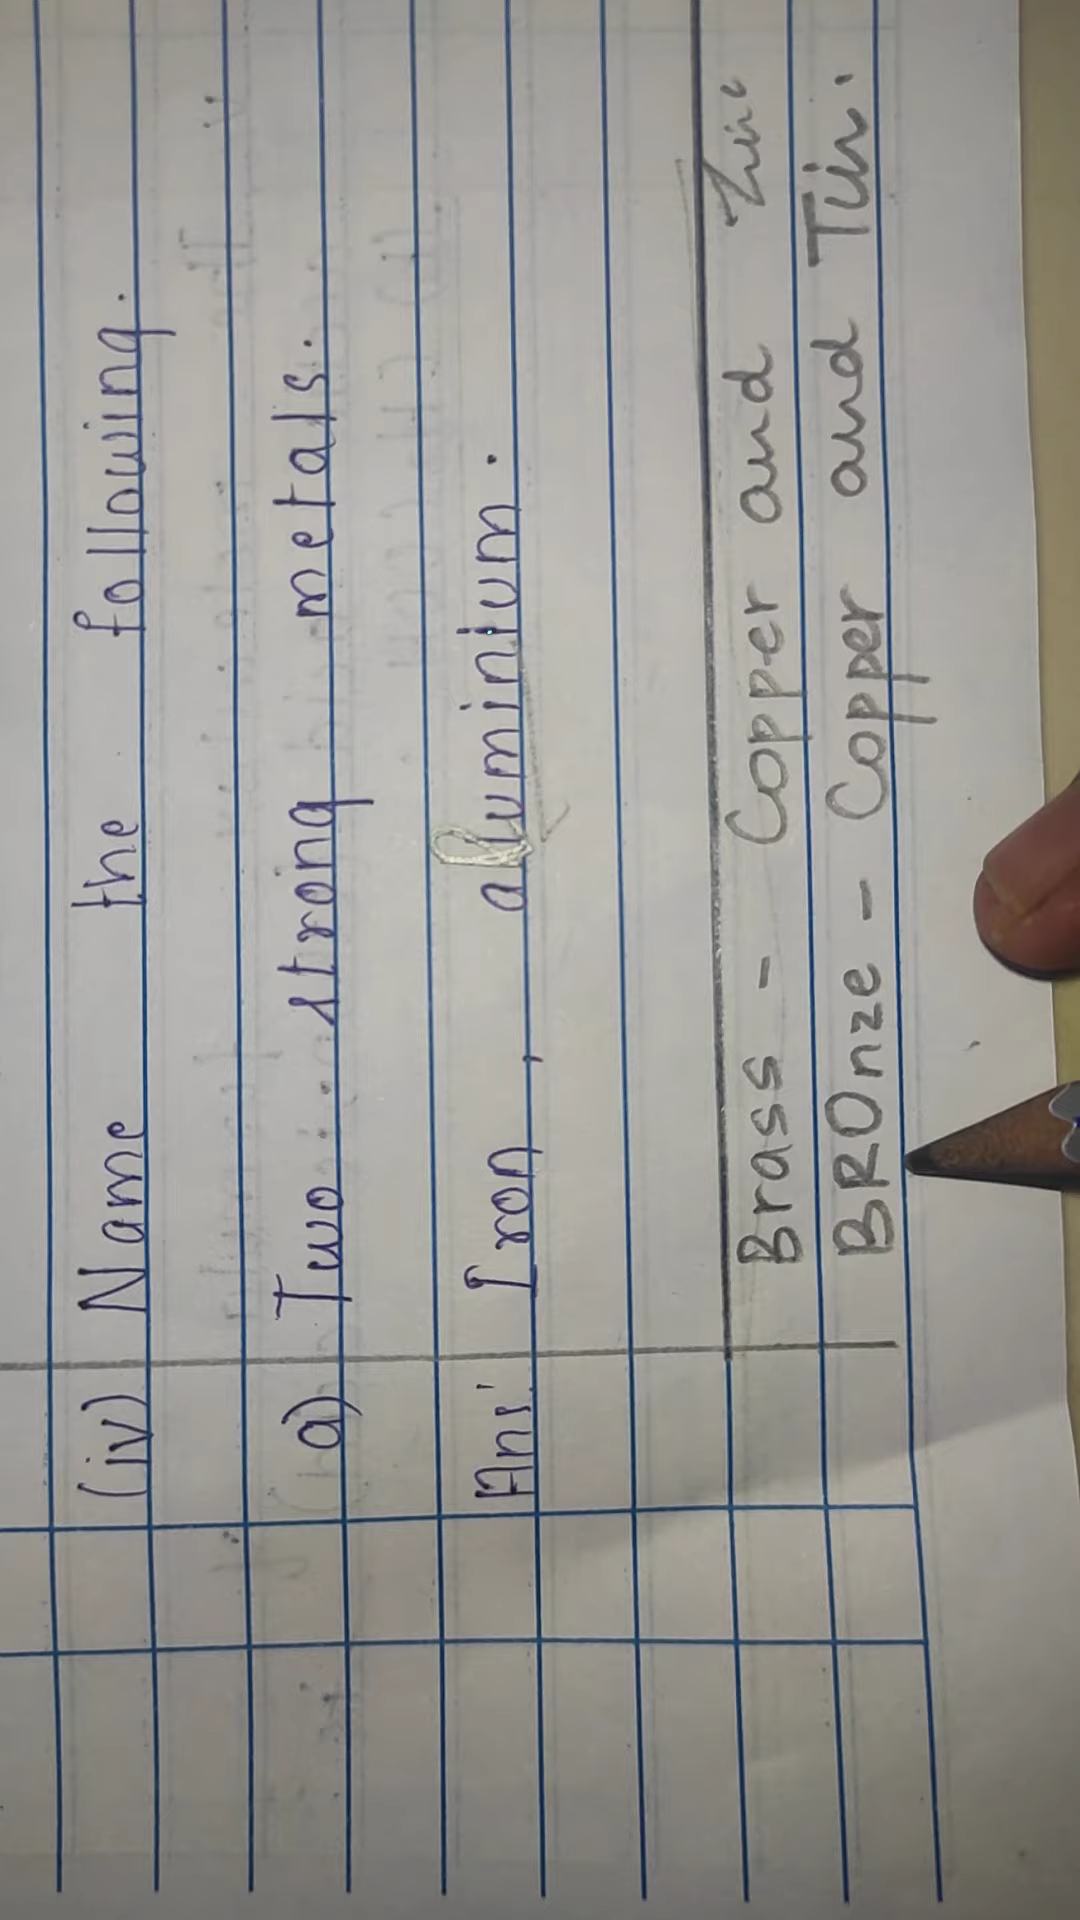 (iv) Name the following.
a) Two strong metals.
Ans: Iron, aluminium.
Brass - Copper and Zinc
BROnze - Copper and Tin.